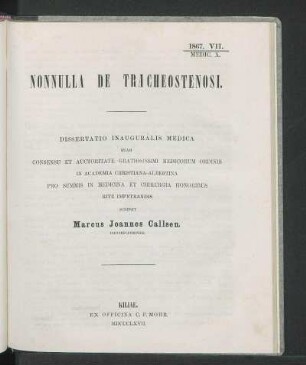 1867. VII.
MEDIC. X.
NONNULLA DE TRACHEOSTENOSI.
DISSERTATIO INAUGURALIS MEDICA
QUAM
CONSENSU ET AUCTORITATE GRATIOSISSIMI MEDICORUM ORDINIS
IN ACADEMIA CHRISTIANA-ALBERTINA
PRO SUMMIS IN MEDICINA ET CHIRURGIA HONORIBUS
RITE IMPETRANDIS
Marcus Joannes Callsen,
KILIAE.
EX OFFICINA C. F. MOHR.
MDCCCLXVII.